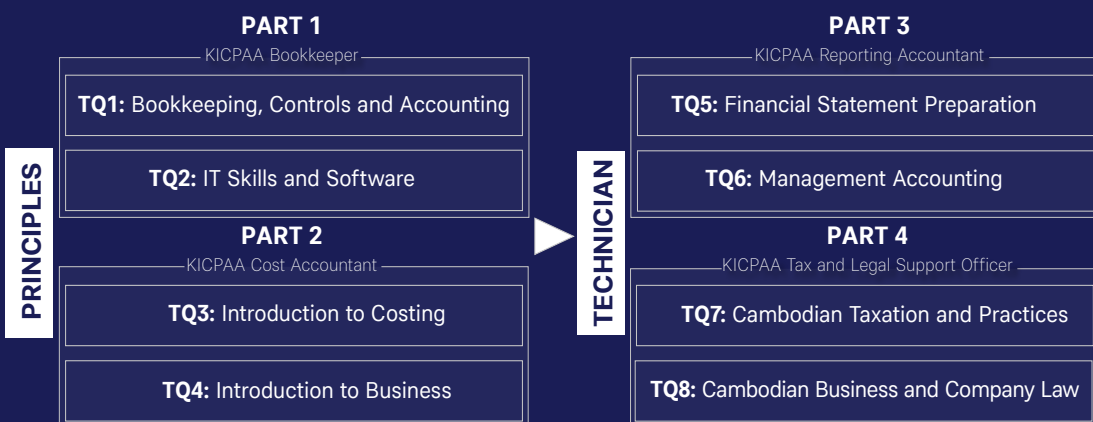 PRINCIPLES
PART 1
KICPAA Bookkeeper
TQ1: Bookkeeping, Controls and Accounting
TQ2: IT Skills and Software
PART 2
KICPAA Cost Accountant
TQ3: Introduction to Costing
TQ4: Introduction to Business
TECHNICIAN
PART 3
KICPAA Reporting Accountant
TQ5: Financial Statement Preparation
TQ6: Management Accounting
PART 4
KICPAA Tax and Legal Support Officer
TQ7: Cambodian Taxation and Practices
TQ8: Cambodian Business and Company Law